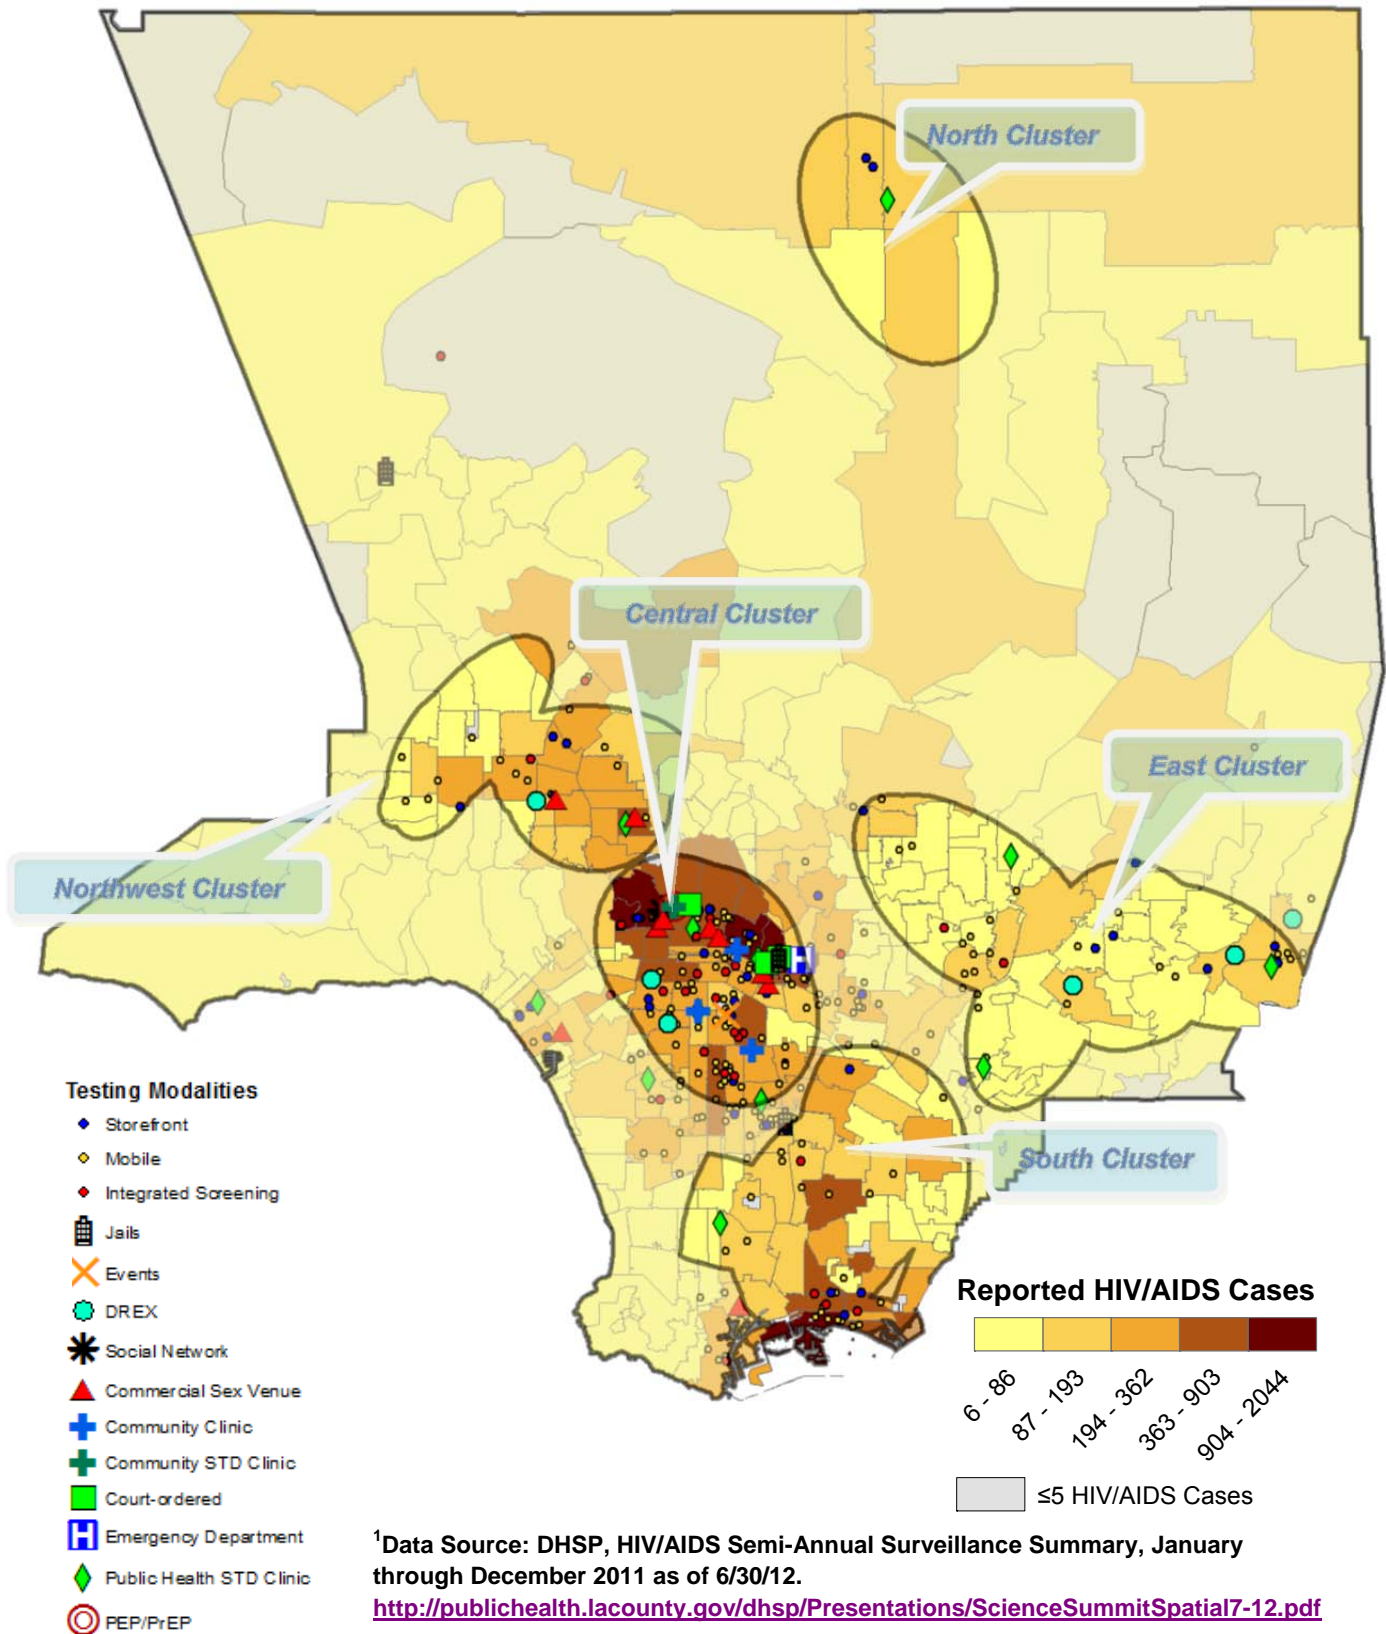 North Cluster
Central Cluster
East Cluster
Northwest Cluster
South Cluster
Testing Modalities
Storefront
Mobile
Integrated Screening
Jails
Events
DREX
Social Network
Commercial Sex Venue
Community Clinic
Community STD Clinic
Court-ordered
H Emergency Department
Public Health STD Clinic
PEP/PrEP
Reported HIV/AIDS Cases
6 - 86
87 - 193
194 - 362
363 - 903
904 - 2044
≤5 HIV/AIDS Cases
¹Data Source: DHSP, HIV/AIDS Semi-Annual Surveillance Summary, January
through December 2011 as of 6/30/12.
http://publichealth.lacounty.gov/dhsp/Presentations/ScienceSummitSpatial7-12.pdf